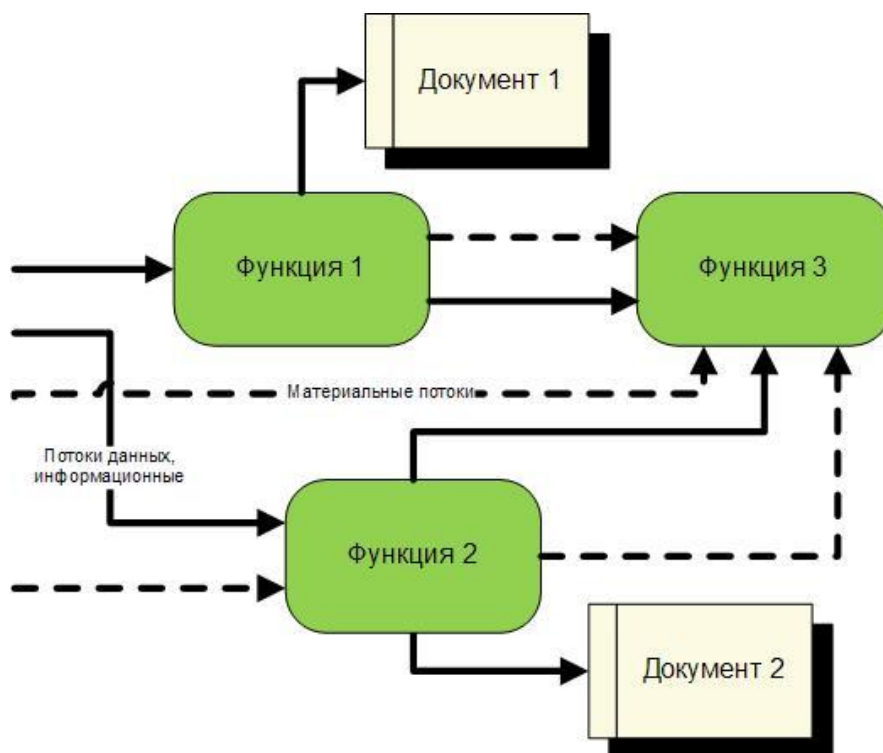 Документ 1
Функция 1
Функция 3
Материальные потоки
Потоки данных,
информационные
Функция 2
Документ 2